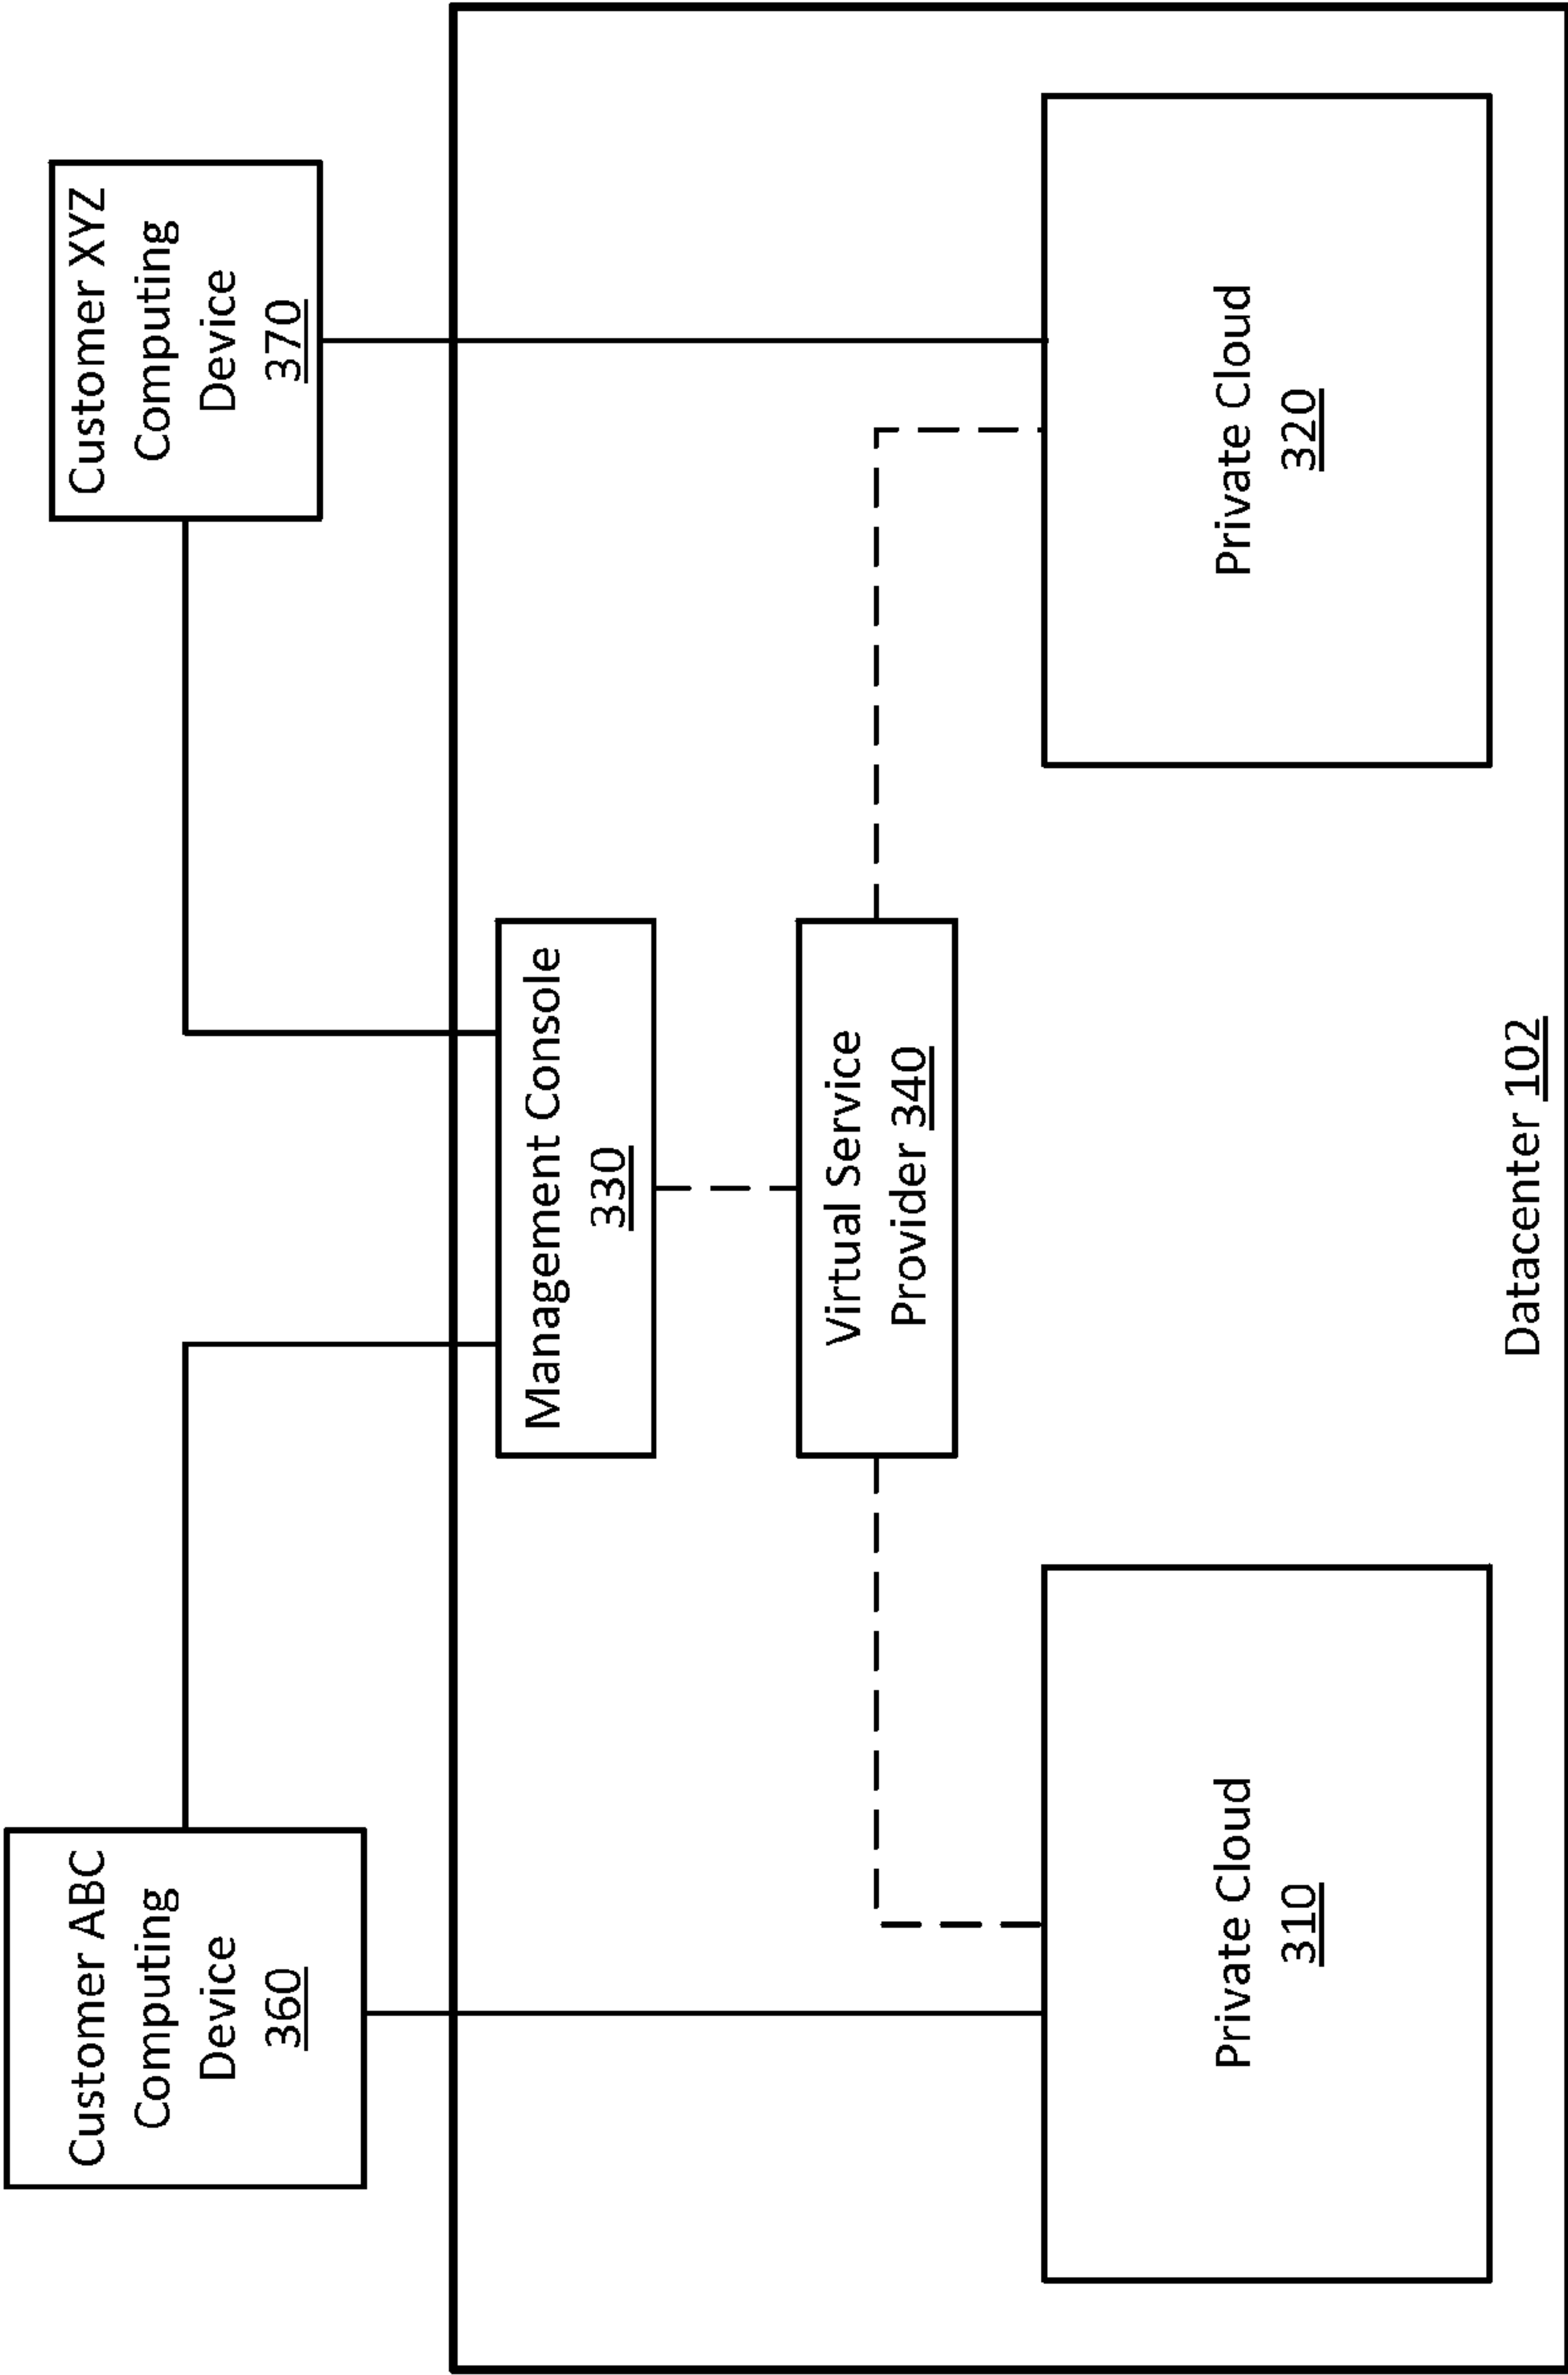 Customer ABC
Computing
Device
360
Customer XYZ
Computing
Device
370
Management Console
330
Virtual Service
Provider 340
Private Cloud
310
Private Cloud
320
Datacenter 102